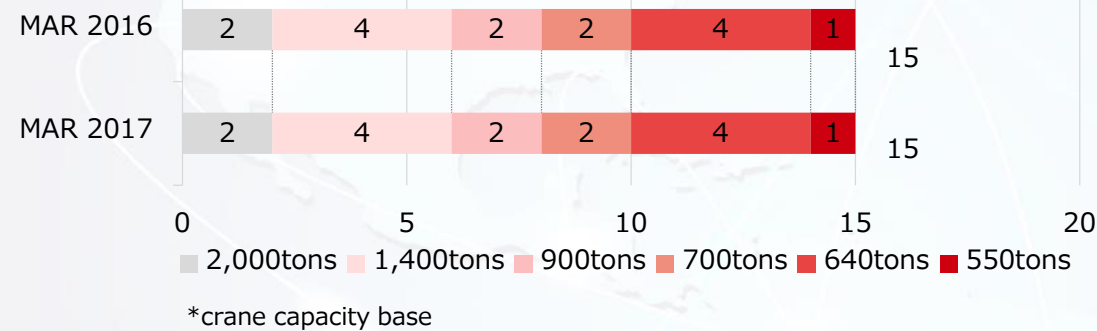 MAR 2016 2 4 2 2 4 1 15
MAR 2017 2 4 2 2 4 1 15
0 5 10 15 20
2,000tons 1,400tons 900tons 700tons 640tons 550tons
*crane capacity base